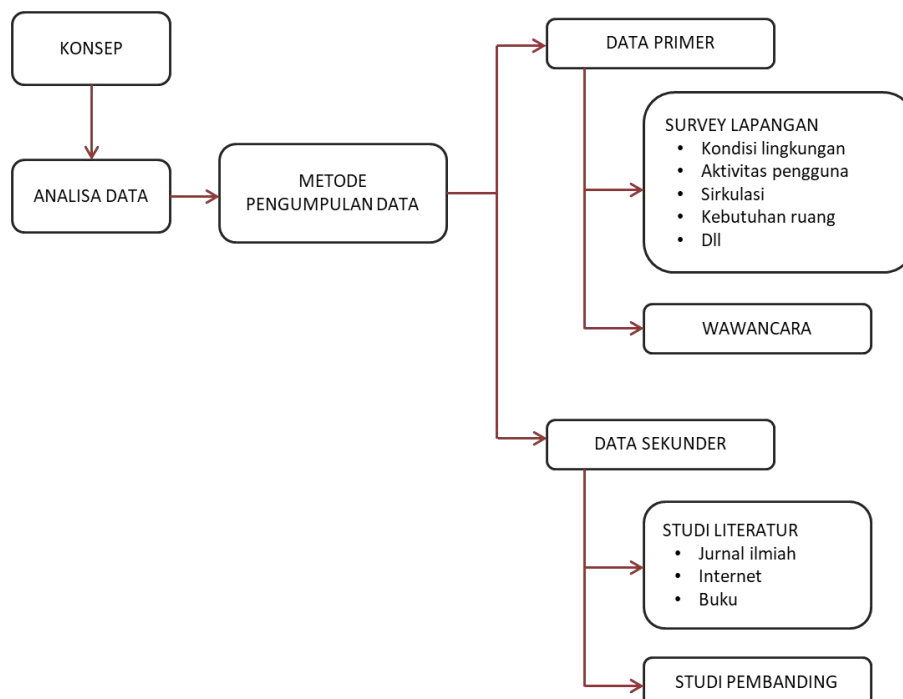 KONSEP
ANALISA DATA
METODE
PENGUMPULAN DATA
DATA PRIMER
SURVEY LAPANGAN
• Kondisi lingkungan
• Aktivitas pengguna
• Sirkulasi
• Kebutuhan ruang
• Dll
WAWANCARA
DATA SEKUNDER
STUDI LITERATUR
• Jurnal ilmiah
• Internet
• Buku
STUDI PEMBANDING